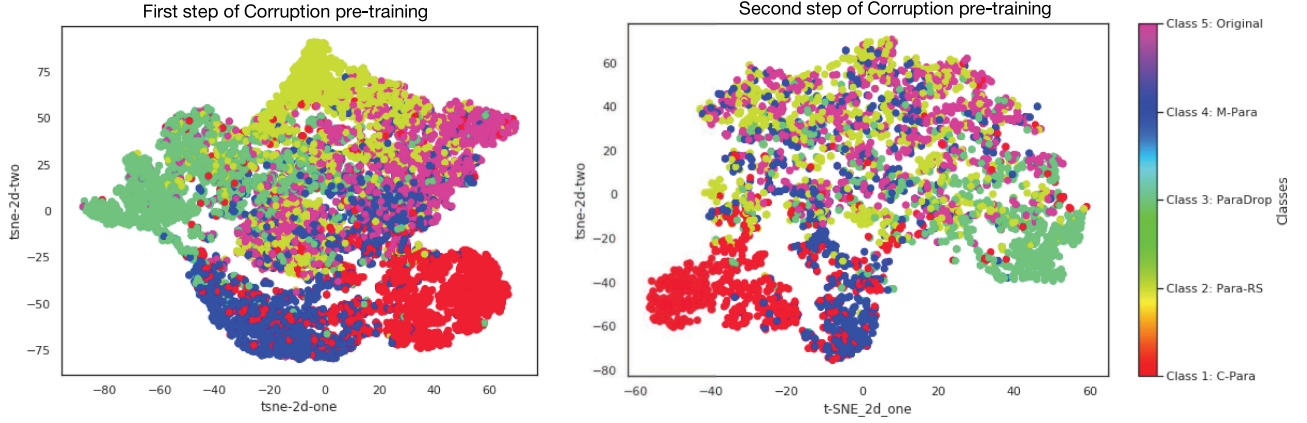 First step of Corruption pre-training
75
50
25
0
−25
−50
−75
tsne-2d-two
−80
−60
−40
−20
0
20
40
60
tsne-2d-one
Second step of Corruption pre-training
60
40
20
0
−20
−40
−60
−80
tsne-2d-two
−60
−40
−20
0
20
40
60
t-SNE_2d_one
Class 5: Original
Class 4: M-Para
Class 3: ParaDrop
Class 2: Para-RS
Class 1: C-Para
Classes